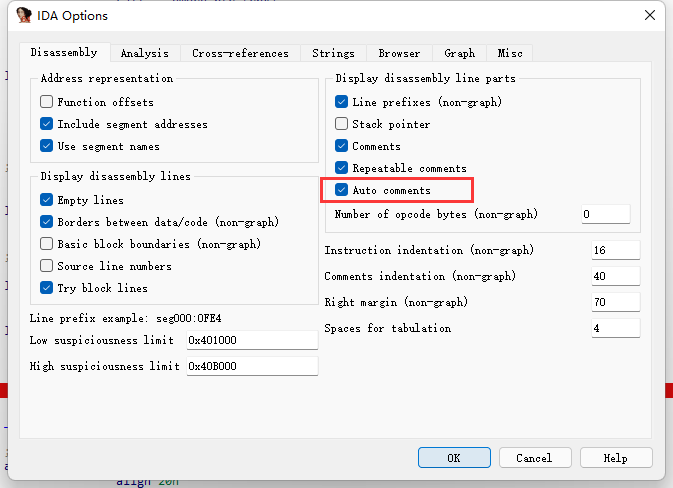 IDA Options
Disassembly Analysis Cross-references Strings Browser Graph Misc
Address representation
Function offsets
Include segment addresses
Use segment names
Display disassembly lines
Empty lines
Borders between data/code (non-graph)
Basic block boundaries (non-graph)
Source line numbers
Try block lines
Line prefix example: seg000:0FE4
Low suspiciousness limit 0x401000
High suspiciousness limit 0x40B000
Display disassembly line parts
Line prefixes (non-graph)
Stack pointer
Comments
Repeatable comments
Auto comments
Number of opcode bytes (non-graph) 0
Instruction indentation (non-graph) 16
Comments indentation (non-graph) 40
Right margin (non-graph) 70
Spaces for tabulation 4
OK Cancel Help
align 20h